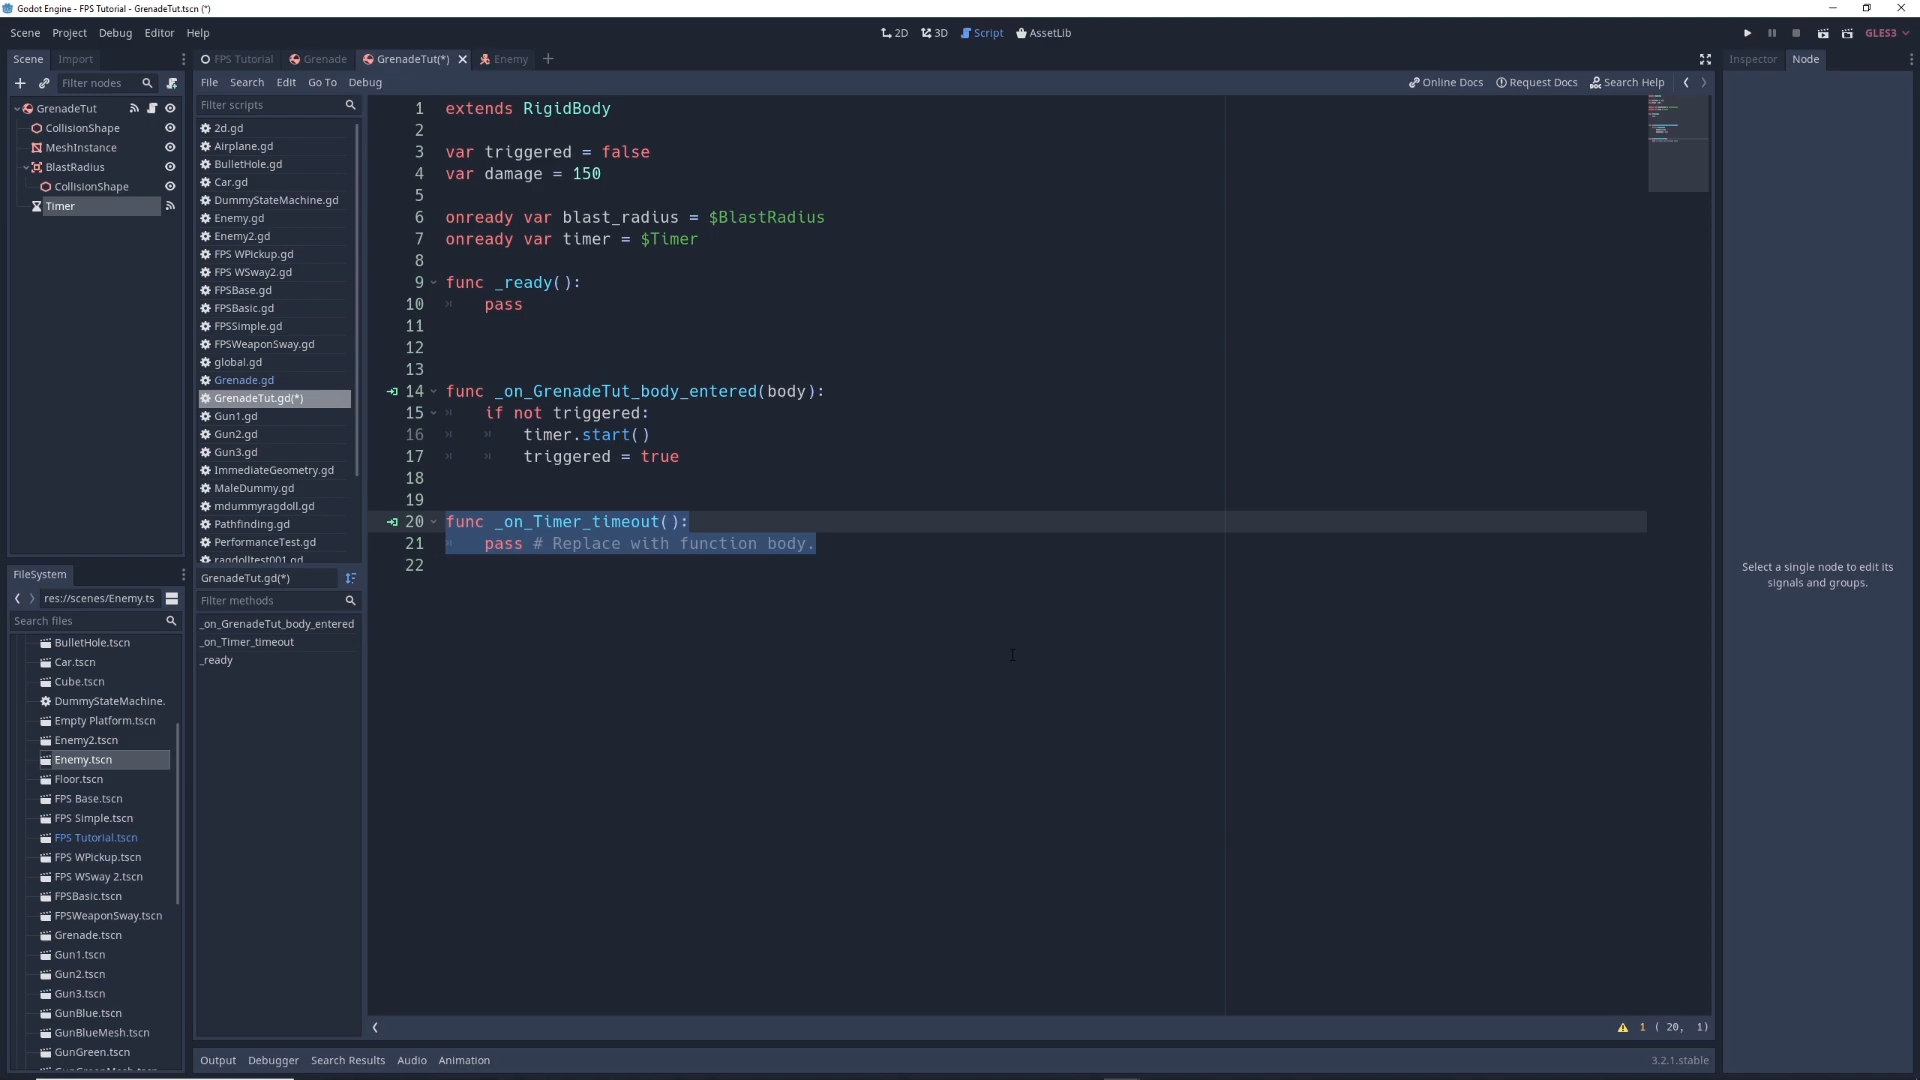 Godot Engine - FPS Tutorial - GrenadeTut.tscn (*)
Scene Project Debug Editor Help
2D 3D Script AssetLib
GLES3
Scene Import
FPS Tutorial Grenade GrenadeTut(*) Enemy
Inspector Node
Filter nodes
File Search Edit Go To Debug
Online Docs Request Docs Search Help
GrenadeTut
CollisionShape
MeshInstance
BlastRadius
CollisionShape
Timer
FileSystem
res://scenes/Enemy.ts
Search files
BulletHole.tscn
Car.tscn
Cube.tscn
DummyStateMachine.
Empty Platform.tscn
Enemy2.tscn
Enemy.tscn
Floor.tscn
FPS Base.tscn
FPS Simple.tscn
FPS Tutorial.tscn
FPS WPickup.tscn
FPS WSway 2.tscn
FPSBasic.tscn
FPSWeaponSway.tscn
Grenade.tscn
Gun1.tscn
Gun2.tscn
Gun3.tscn
GunBlue.tscn
GunBlueMesh.tscn
GunGreen.tscn
Filter scripts
2d.gd
Airplane.gd
BulletHole.gd
Car.gd
DummyStateMachine.gd
Enemy.gd
Enemy2.gd
FPS WPickup.gd
FPS WSway2.gd
FPSBase.gd
FPSBasic.gd
FPSSimple.gd
FPSWeaponSway.gd
global.gd
Grenade.gd
GrenadeTut.gd(*)
Gun1.gd
Gun2.gd
Gun3.gd
ImmediateGeometry.gd
MaleDummy.gd
mdummyragdoll.gd
Pathfinding.gd
PerformanceTest.gd
GrenadeTut.gd(*)
Filter methods
_on_GrenadeTut_body_entered
_on_Timer_timeout
_ready
1 extends RigidBody
2
3 var triggered = false
4 var damage = 150
5
6 onready var blast_radius = $BlastRadius
7 onready var timer = $Timer
8
9 func _ready():
10 pass
11
12
13
14 func _on_GrenadeTut_body_entered(body):
15 if not triggered:
16 timer.start()
17 triggered = true
18
19
20 func _on_Timer_timeout():
21 pass # Replace with function body.
22
1 ( 20, 1)
Output Debugger Search Results Audio Animation
3.2.1.stable
Select a single node to edit its
signals and groups.